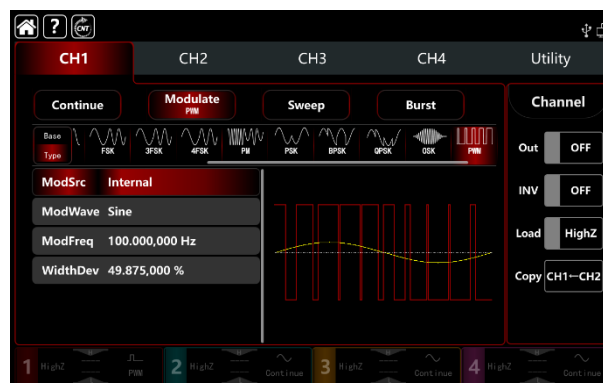 ? CNT
CH1 CH2 CH3 CH4 Utility
Continue Modulate Sweep Burst Channel
PWM
Base
Type
FSK 3FSK 4FSK PM PSK BPSK QPSK OSK PWM
Out OFF
ModSrc Internal
INV OFF
ModWave Sine
Load HighZ
ModFreq 100.000,000 Hz
WidthDev 49.875,000 %
Copy CH1←CH2
1 HighZ PWM 2 HighZ Continue 3 HighZ Continue 4 HighZ Continue